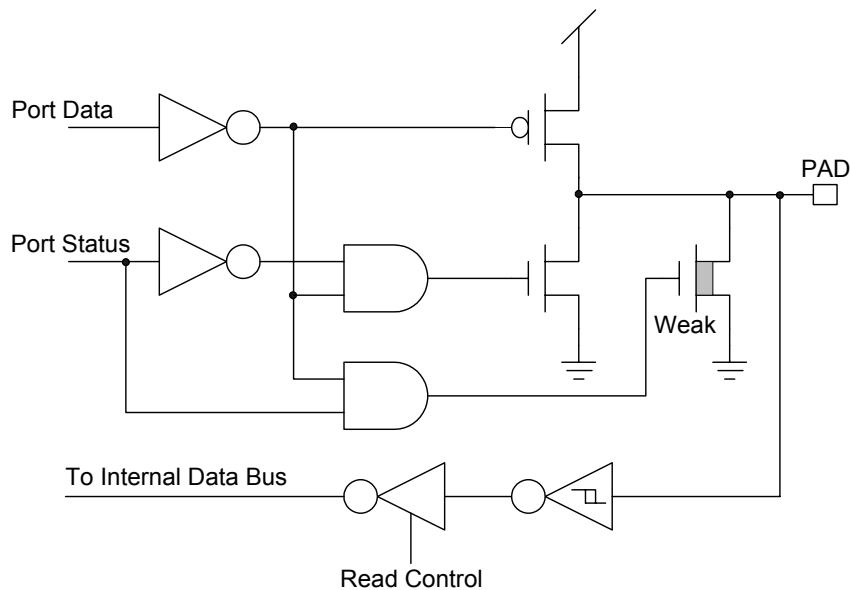 Port Data
PAD
Port Status
Weak
To Internal Data Bus
Read Control